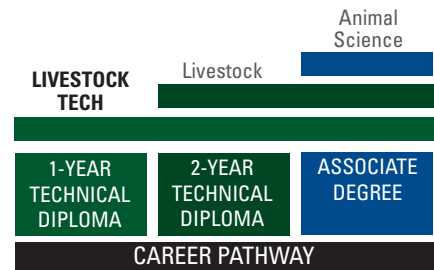 Animal
Science
Livestock
LIVESTOCK
TECH
1-YEAR
TECHNICAL
DIPLOMA
2-YEAR
TECHNICAL
DIPLOMA
ASSOCIATE
DEGREE
CAREER PATHWAY